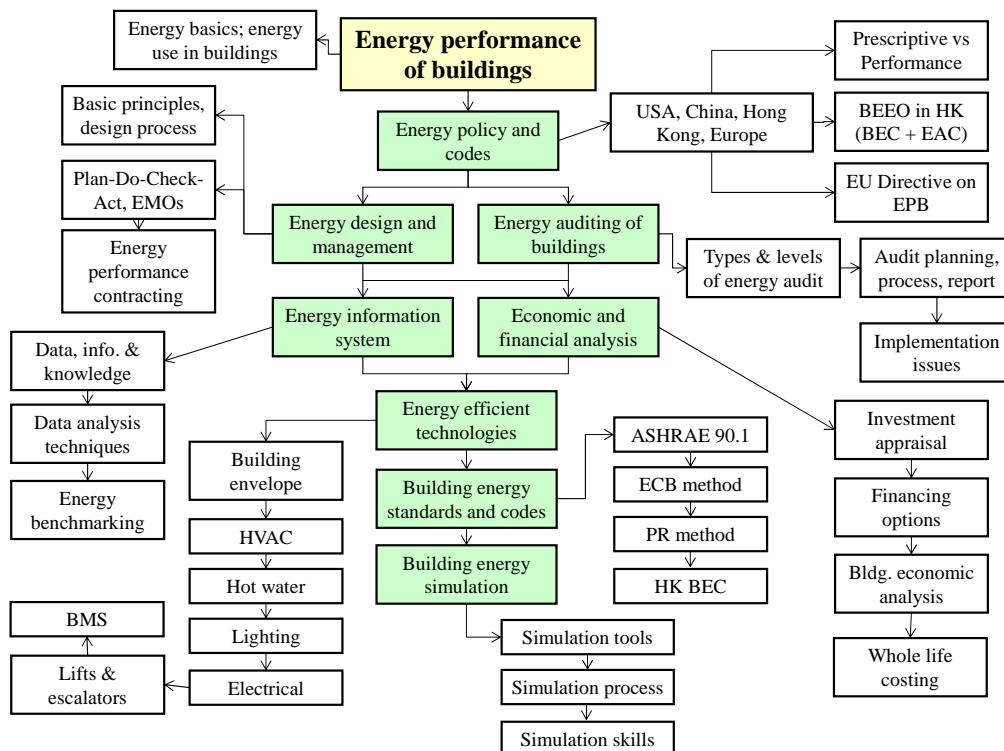 Energy basics; energy
use in buildings
Energy performance
of buildings
Prescriptive vs
Performance
Basic principles,
design process
Energy policy and
codes
USA, China, Hong
Kong, Europe
BEEO in HK
(BEC + EAC)
Plan-Do-Check-
Act, EMOs
EU Directive on
EPB
Energy design and
management
Energy auditing of
buildings
Energy
performance
contracting
Types & levels
of energy audit
Audit planning,
process, report
Energy information
system
Economic and
financial analysis
Implementation
issues
Data, info. &
knowledge
Data analysis
techniques
Energy
benchmarking
Energy efficient
technologies
Building
envelope
HVAC
Hot water
Lighting
Electrical
Lifts &
escalators
BMS
Building energy
standards and codes
ASHRAE 90.1
ECB method
PR method
HK BEC
Building energy
simulation
Simulation tools
Simulation process
Simulation skills
Investment
appraisal
Financing
options
Bldg. economic
analysis
Whole life
costing